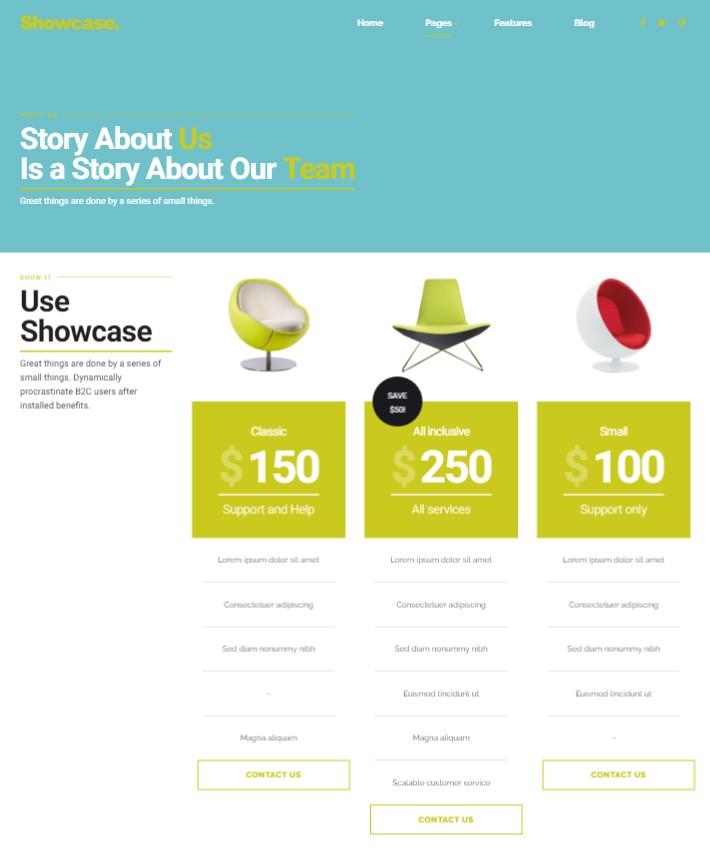 Showcase.
Home
Pages
Features
Blog
ABOUT US
Story About Us
Is a Story About Our Team
Great things are done by a series of small things.
SHOW IT
Use
Showcase
Great things are done by a series of
small things. Dynamically
procrastinate B2C users after
installed benefits.
Classic
$150
Support and Help
Lorem ipsum dolor sit amet
Consectetuer adipiscing
Sed diam nonummy nibh
–
Magna aliquam
CONTACT US
SAVE
$50!
All inclusive
$250
All services
Lorem ipsum dolor sit amet
Consectetuer adipiscing
Sed diam nonummy nibh
Euismod tincidunt ut
Magna aliquam
Scalable customer service
CONTACT US
Small
$100
Support only
Lorem ipsum dolor sit amet
Consectetuer adipiscing
Sed diam nonummy nibh
Euismod tincidunt ut
–
CONTACT US